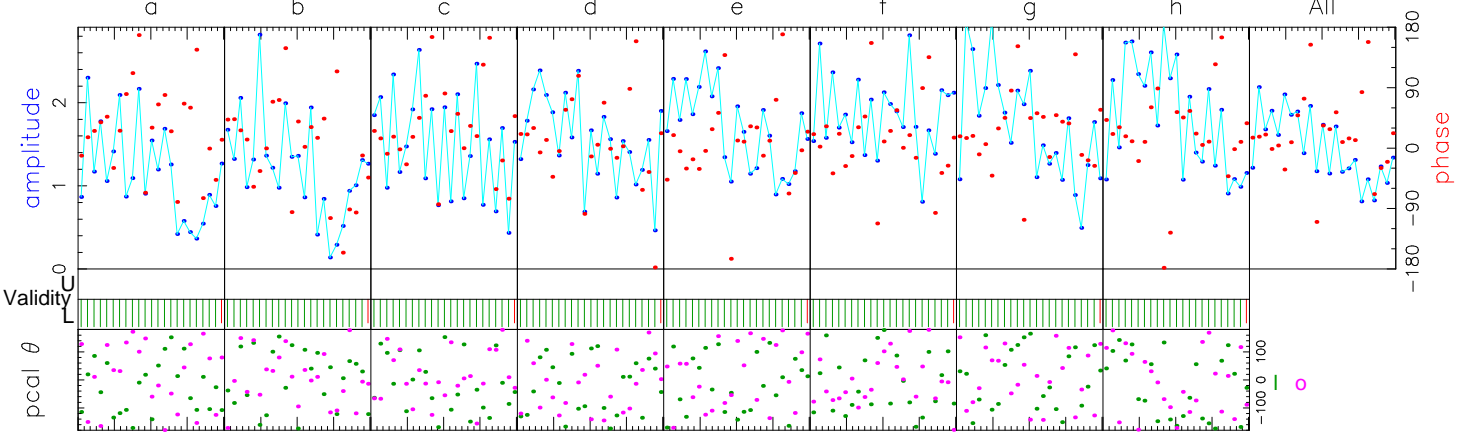 a b c d e f g h All
amplitude
2
1
0
180
90
0
−90
−180
phase
Validity
U
L
pcal θ
100
0
−100
l o